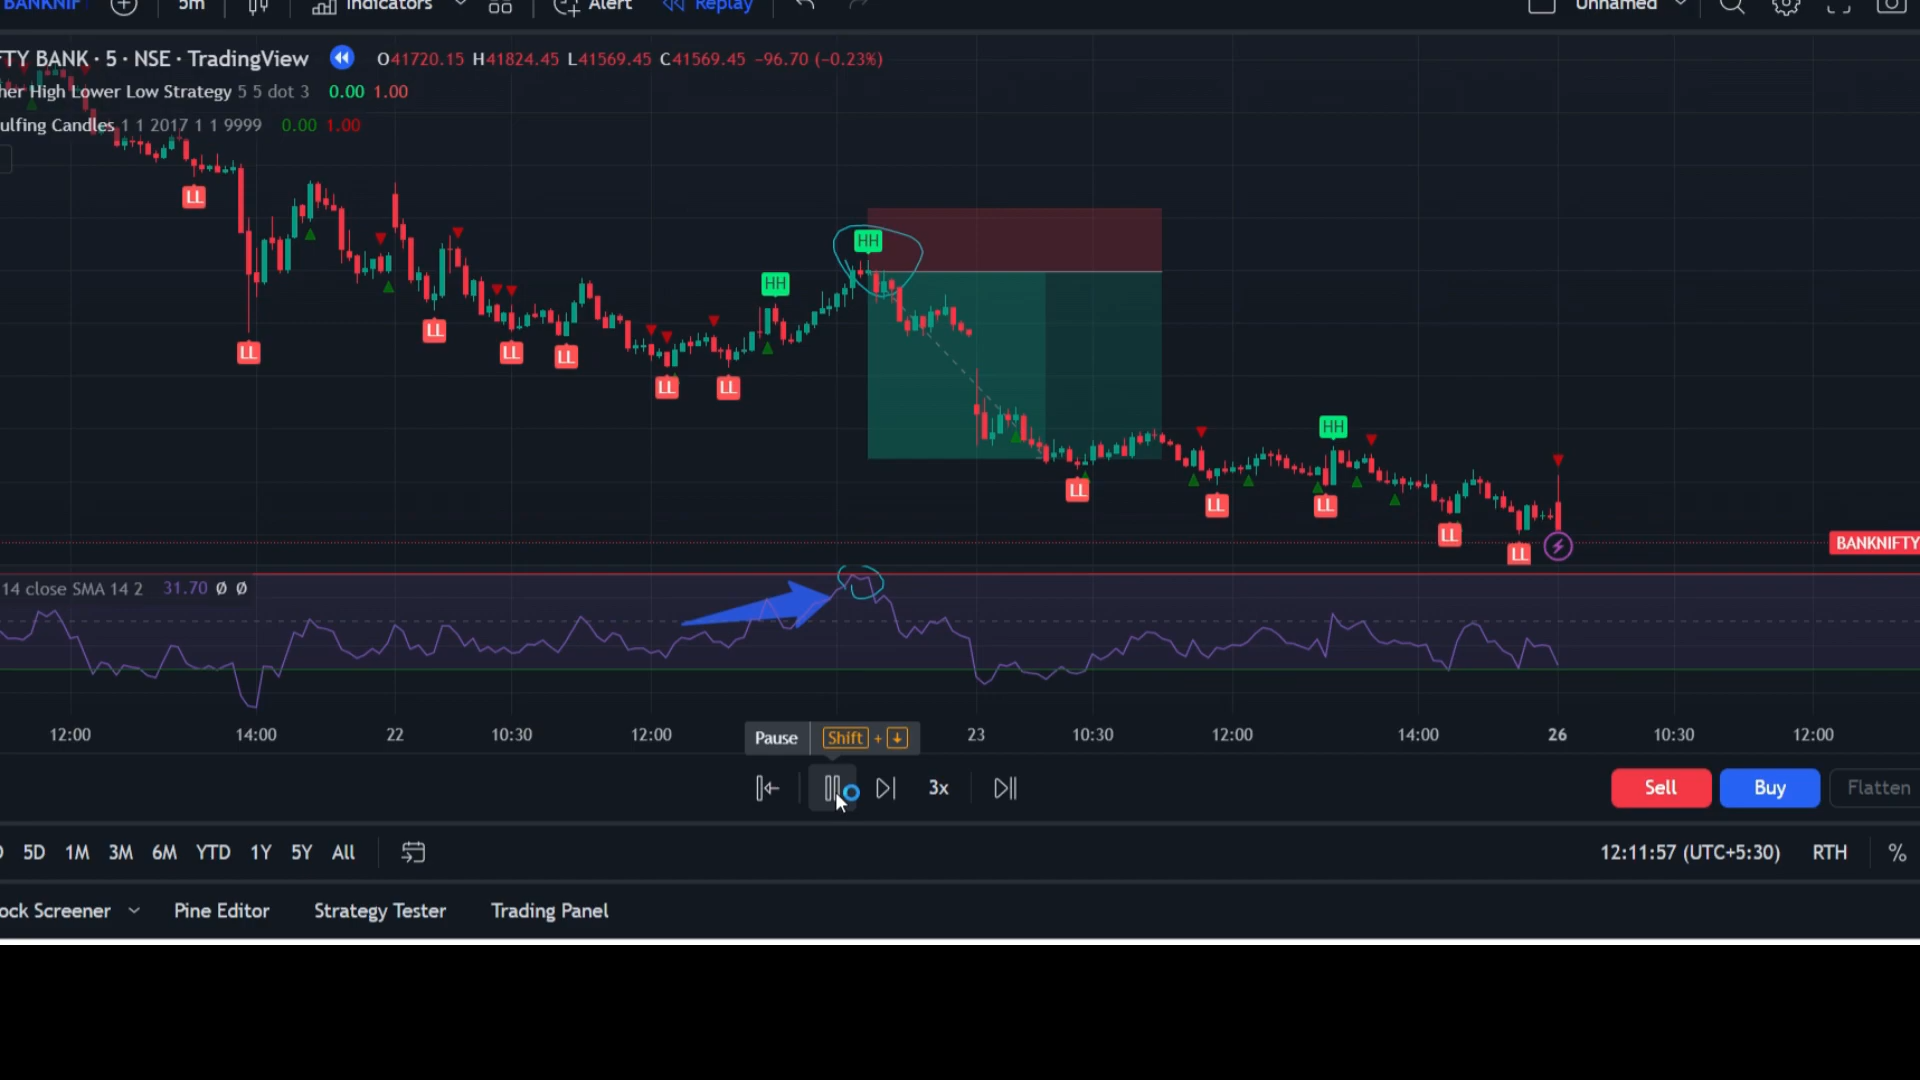 BANKNIF 5m Indicators Alert Replay Unnamed
TY BANK · 5 · NSE · TradingView O41720.15 H41824.45 L41569.45 C41569.45 −96.70 (−0.23%)
her High Lower Low Strategy 5 5 dot 3 0.00 1.00
ulfing Candles 1 1 2017 1 1 9999 0.00 1.00
LL
HH
HH
LL
LL
LL
LL
LL
LL
HH
LL
LL
LL
LL
LL
BANKNIFTY
14 close SMA 14 2 31.70 Ø Ø
12:00 14:00 22 10:30 12:00 23 10:30 12:00 14:00 26 10:30 12:00
Pause Shift + ↓
3x
Sell Buy Flatten
5D 1M 3M 6M YTD 1Y 5Y All
12:11:57 (UTC+5:30) RTH %
ock Screener Pine Editor Strategy Tester Trading Panel